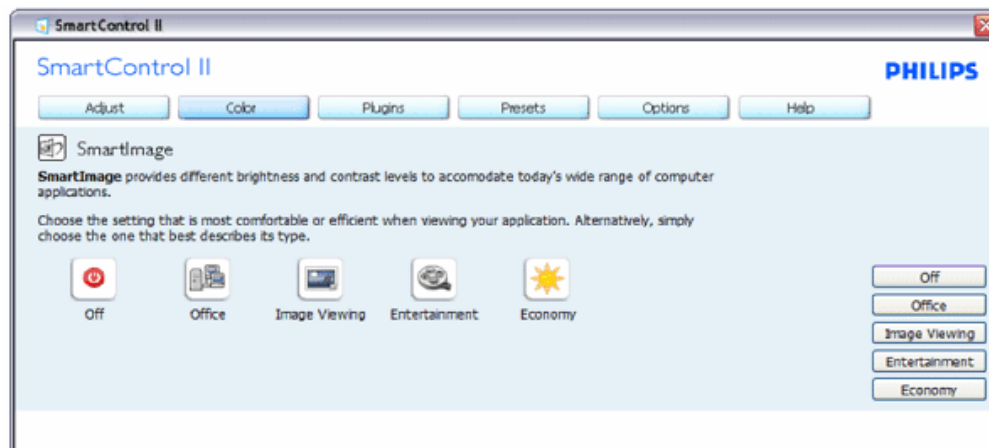 SmartControl II
SmartControl II
PHILIPS
Adjust Color Plugins Presets Options Help
SmartImage
SmartImage provides different brightness and contrast levels to accomodate today's wide range of computer
applications.
Choose the setting that is most comfortable or efficient when viewing your application. Alternatively, simply
choose the one that best describes its type.
Off Office Image Viewing Entertainment Economy
Off
Office
Image Viewing
Entertainment
Economy